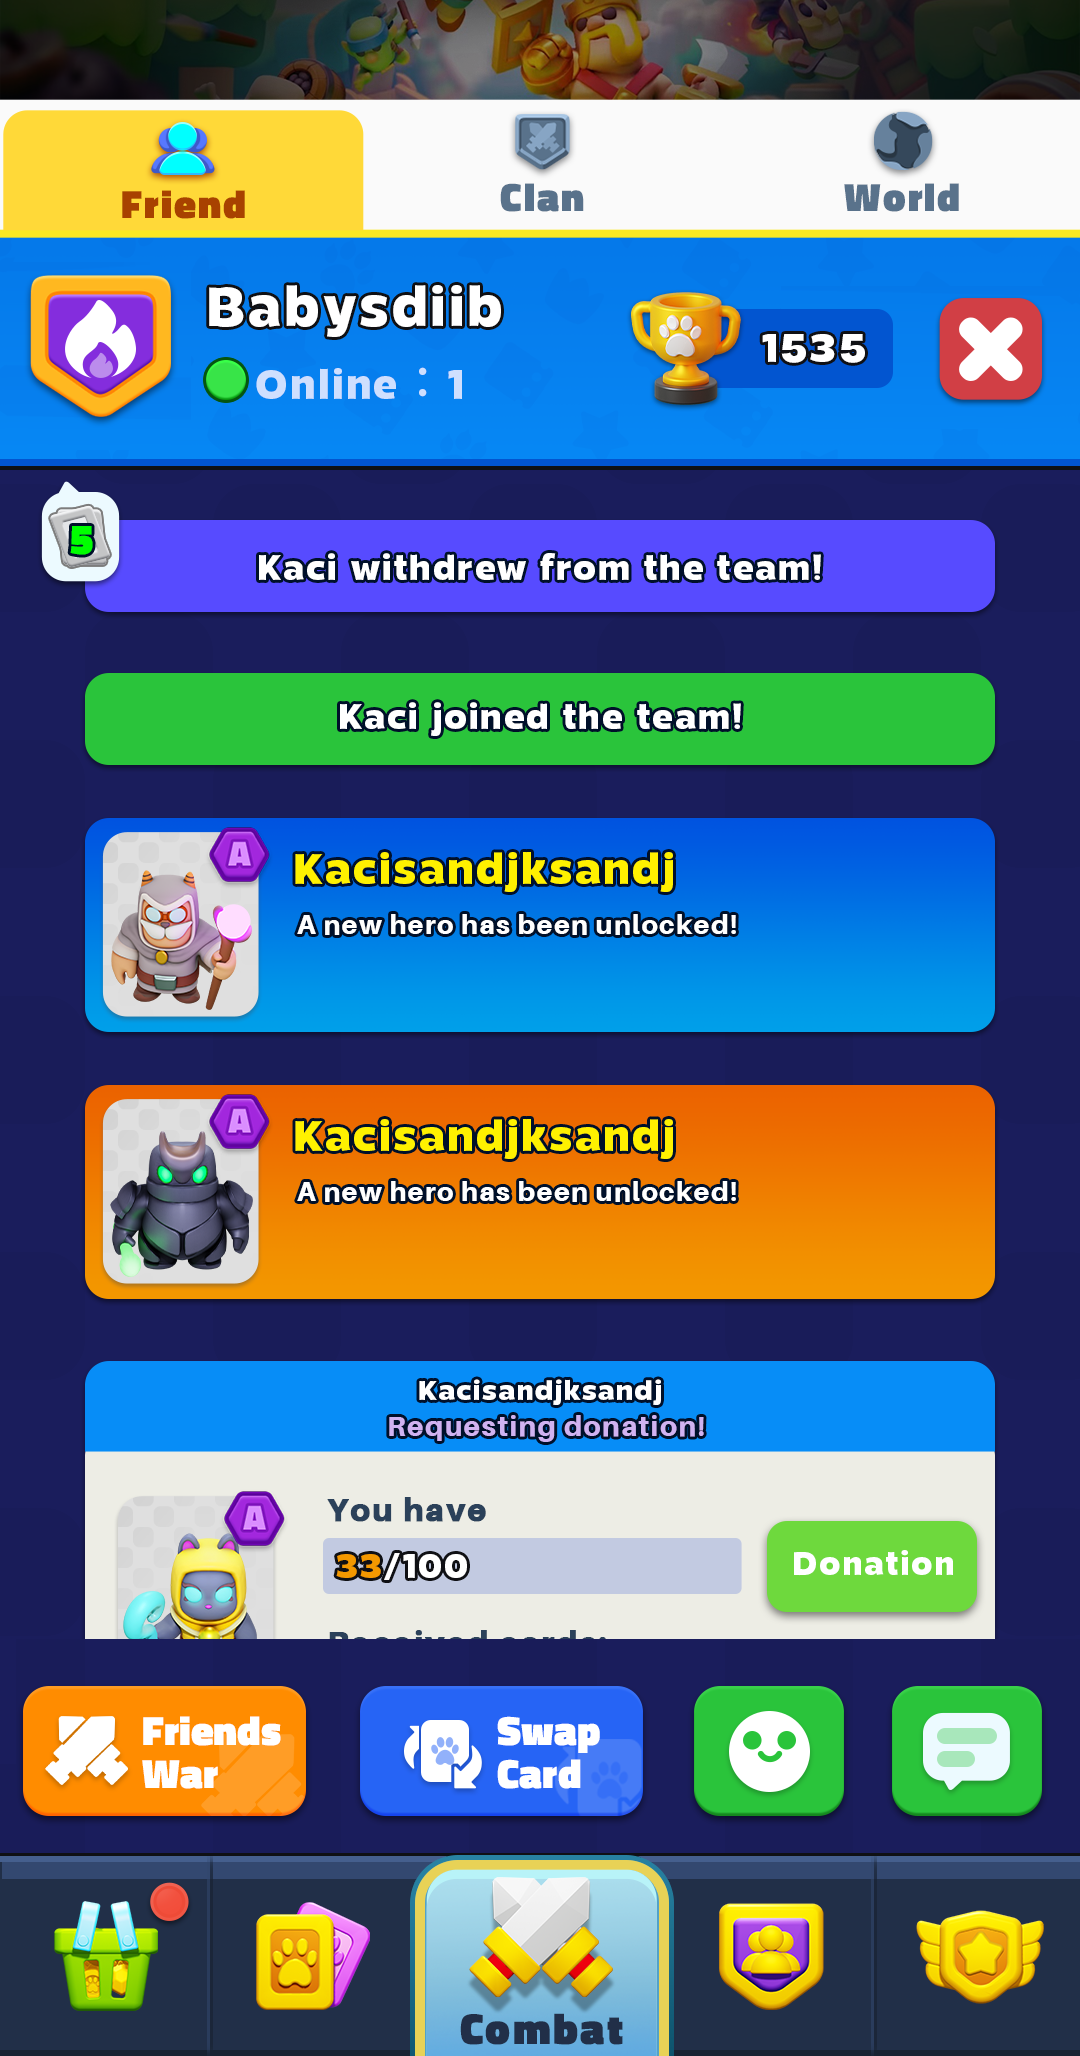 Friend
Clan
World
Babysdiib
Online : 1
1535
5
Kaci withdrew from the team!
Kaci joined the team!
A
Kacisandjksandj
A new hero has been unlocked!
A
Kacisandjksandj
A new hero has been unlocked!
Kacisandjksandj
Requesting donation!
A
You have
33/100
Donation
Received cards:
Friends
War
Swap
Card
Combat